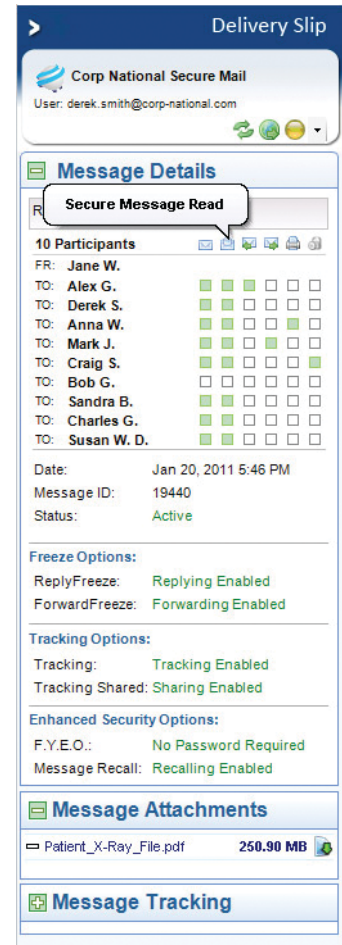 Delivery Slip
Corp National Secure Mail
User: derek.smith@corp-national.com
Message Details
R
Secure Message Read
10 Participants
FR: Jane W.
TO: Alex G.
TO: Derek S.
TO: Anna W.
TO: Mark J.
TO: Craig S.
TO: Bob G.
TO: Sandra B.
TO: Charles G.
TO: Susan W. D.
Date: Jan 20, 2011 5:46 PM
Message ID: 19440
Status: Active
Freeze Options:
ReplyFreeze: Replying Enabled
ForwardFreeze: Forwarding Enabled
Tracking Options:
Tracking: Tracking Enabled
Tracking Shared: Sharing Enabled
Enhanced Security Options:
F.Y.E.O.: No Password Required
Message Recall: Recalling Enabled
Message Attachments
Patient_X-Ray_File.pdf 250.90 MB
Message Tracking